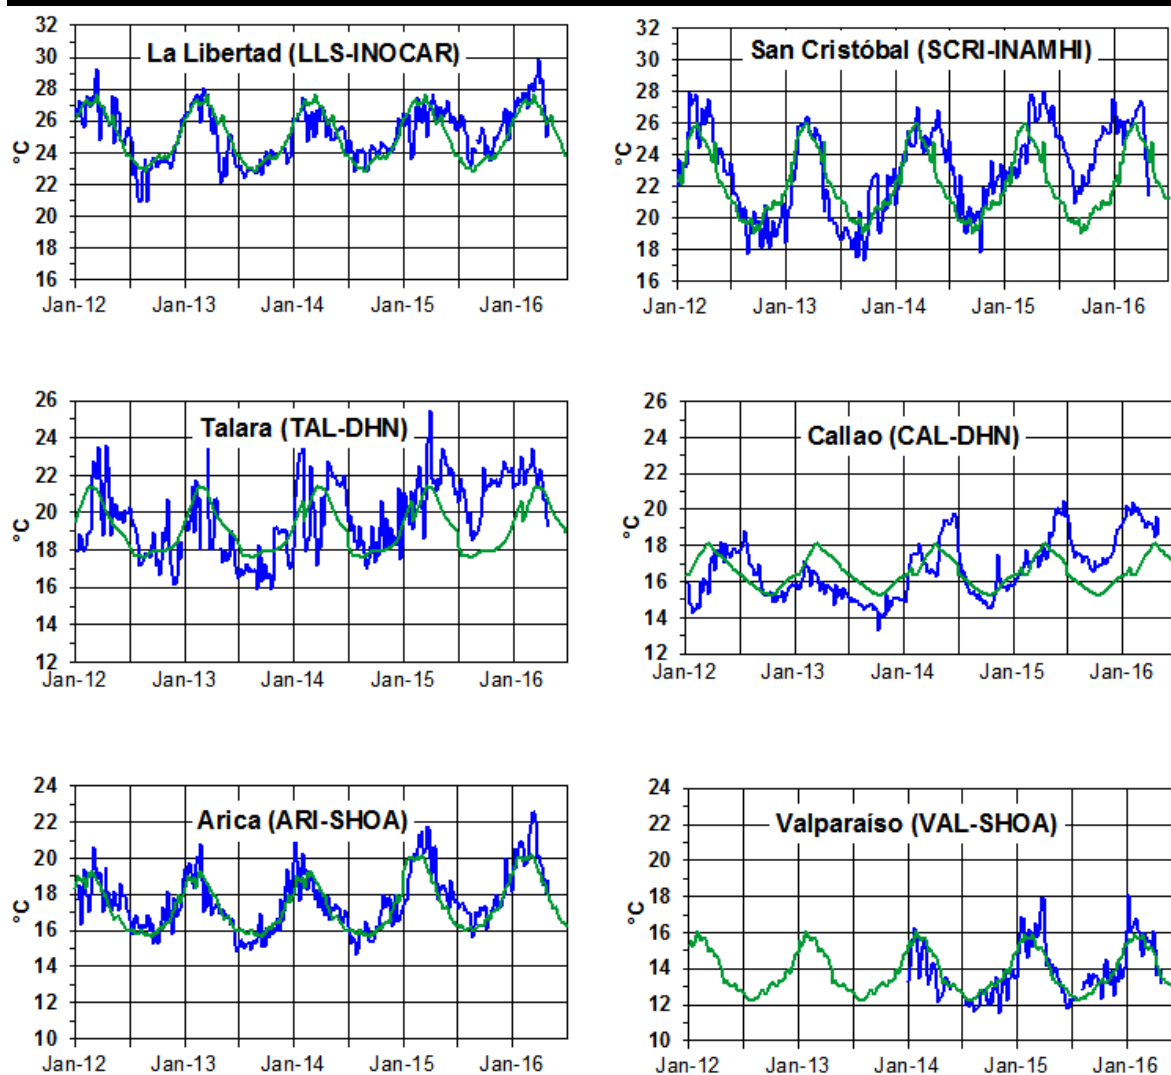 La Libertad (LLS-INOCAR)
32
30
28
26
24
22
20
18
16
°C
Jan-12 Jan-13 Jan-14 Jan-15 Jan-16
San Cristóbal (SCRI-INAMHI)
32
30
28
26
24
22
20
18
16
°C
Jan-12 Jan-13 Jan-14 Jan-15 Jan-16
Talara (TAL-DHN)
26
24
22
20
18
16
14
12
°C
Jan-12 Jan-13 Jan-14 Jan-15 Jan-16
Callao (CAL-DHN)
26
24
22
20
18
16
14
12
°C
Jan-12 Jan-13 Jan-14 Jan-15 Jan-16
Arica (ARI-SHOA)
24
22
20
18
16
14
12
10
°C
Jan-12 Jan-13 Jan-14 Jan-15 Jan-16
Valparaíso (VAL-SHOA)
24
22
20
18
16
14
12
10
°C
Jan-12 Jan-13 Jan-14 Jan-15 Jan-16